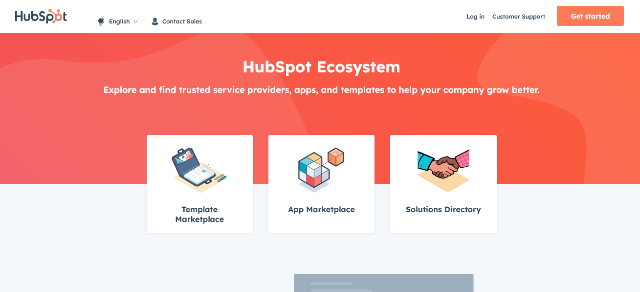 HubSpot
English
Contact Sales
Log in
Customer Support
Get started
HubSpot Ecosystem
Explore and find trusted service providers, apps, and templates to help your company grow better.
Template
Marketplace
App Marketplace
Solutions Directory